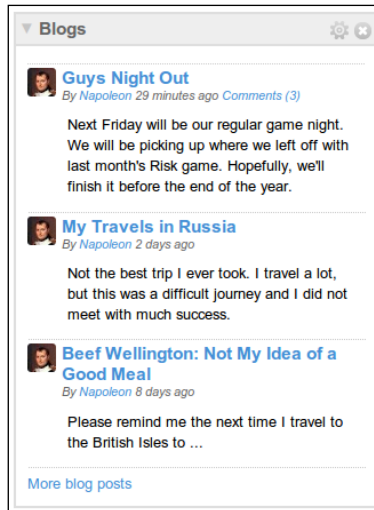 Blogs
Guys Night Out
By Napoleon 29 minutes ago Comments (3)
Next Friday will be our regular game night.
We will be picking up where we left off with
last month's Risk game. Hopefully, we'll
finish it before the end of the year.
My Travels in Russia
By Napoleon 2 days ago
Not the best trip I ever took. I travel a lot,
but this was a difficult journey and I did not
meet with much success.
Beef Wellington: Not My Idea of a
Good Meal
By Napoleon 8 days ago
Please remind me the next time I travel to
the British Isles to ...
More blog posts